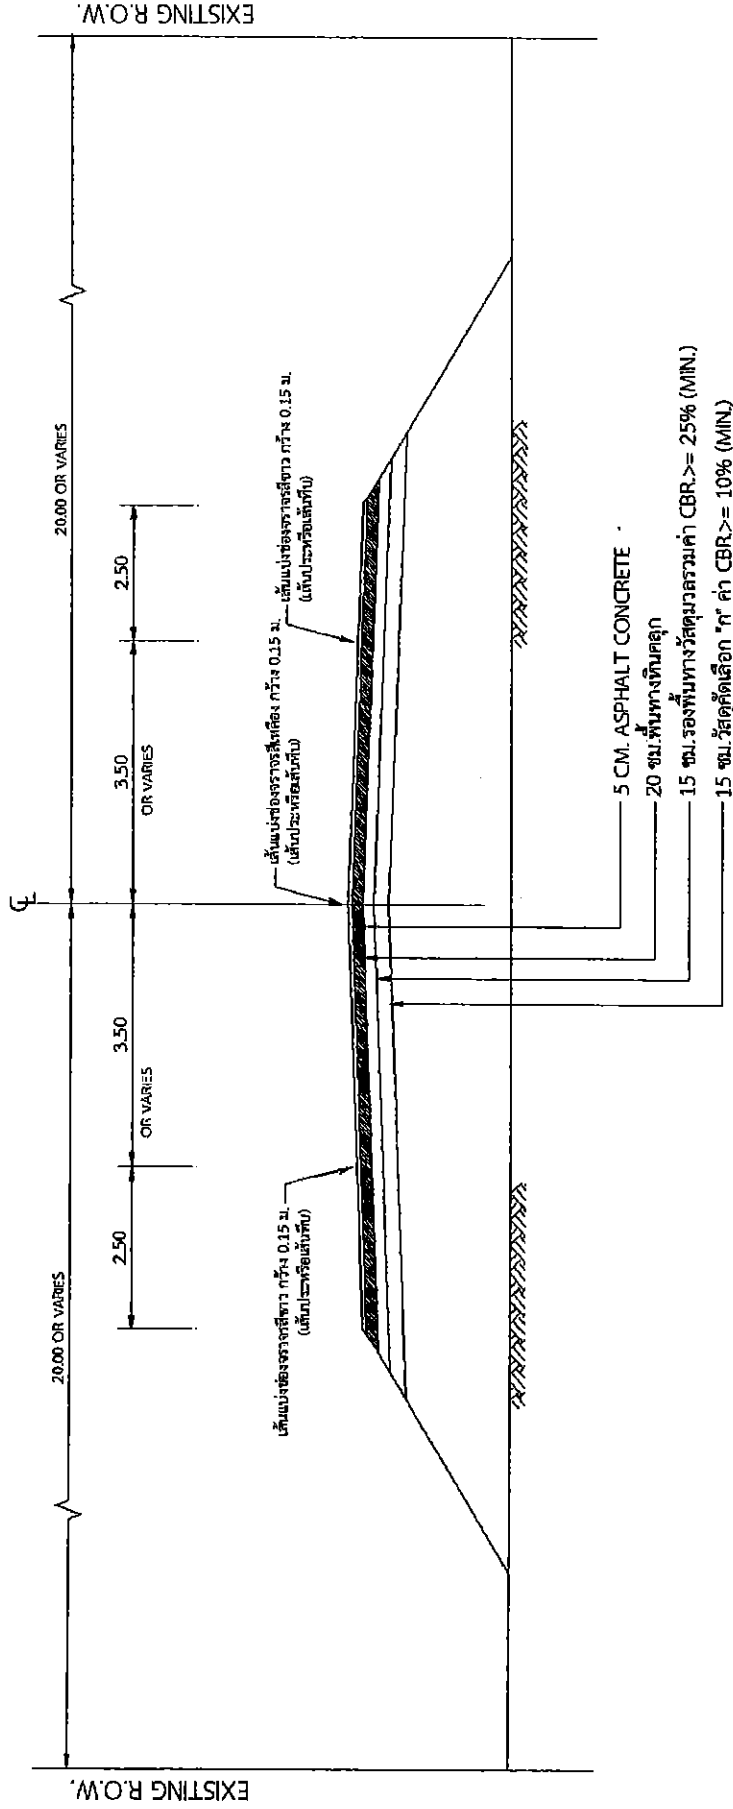 EXISTING R.O.W.
EXISTING R.O.W.
20.00 OR VARIES
20.00 OR VARIES
CL
2.50
3.50
OR VARIES
3.50
OR VARIES
2.50
เส้นแบ่งช่องจราจรสีขาว กว้าง 0.15 ม.
(เส้นประหรือเส้นทึบ)
เส้นแบ่งช่องจราจรสีเหลือง กว้าง 0.15 ม.
(เส้นประหรือเส้นทึบ)
เส้นแบ่งช่องจราจรสีขาว กว้าง 0.15 ม.
(เส้นประหรือเส้นทึบ)
5 CM. ASPHALT CONCRETE
20 ซม.พื้นทางหินคลุก
15 ซม.รองพื้นทางวัสดุมวลรวมค่า CBR.>= 25% (MIN.)
15 ซม.วัสดุคัดเลือก "ก" ค่า CBR.>= 10% (MIN.)